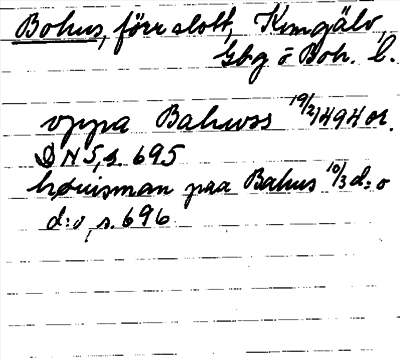 Bohus, förr slott, Kungälv,
Gbg o Boh. l.
vppa Bahwss 19/2 1494 or.
DN 5, s. 695
høuisman paa Bahus 10/3 d:o
d:o, s. 696